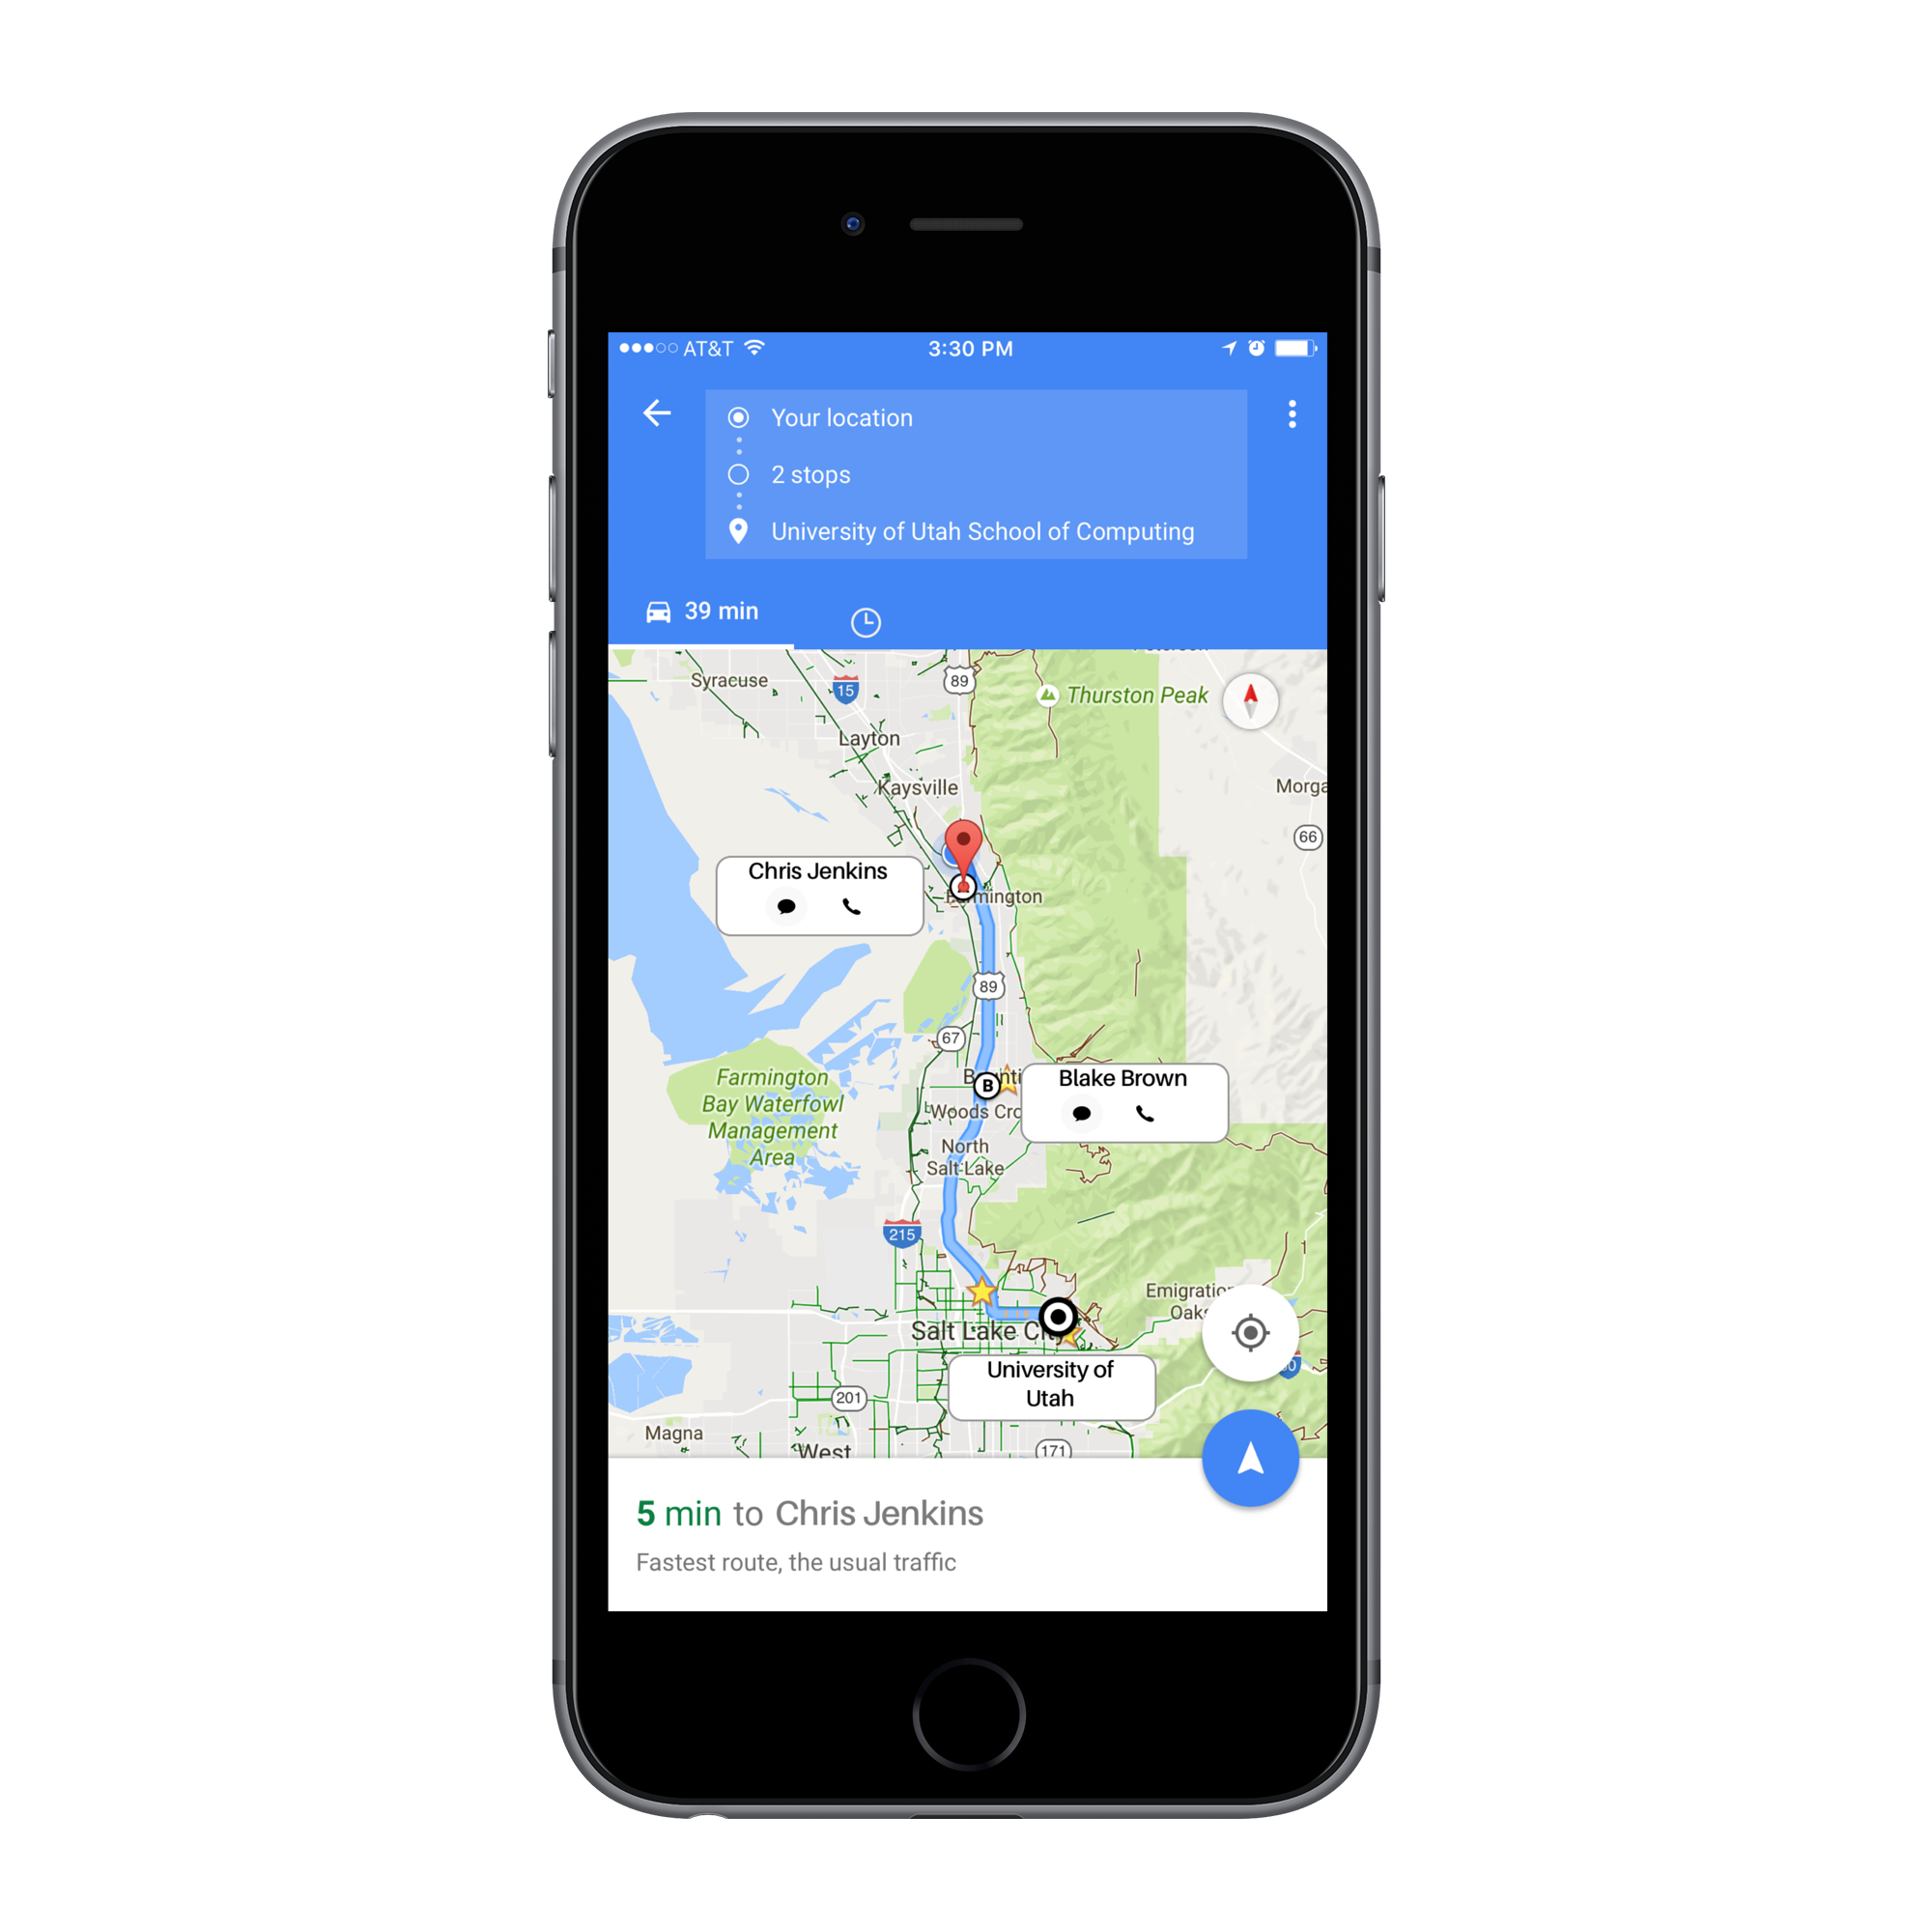 AT&T
3:30 PM
Your location
2 stops
University of Utah School of Computing
39 min
Syracuse
15
89
Thurston Peak
Layton
Kaysville
Morga
66
Chris Jenkins
Farmington
89
67
Farmington
Bay Waterfowl
Management
Area
B
Blake Brown
Woods Cro
North
Salt Lake
215
Emigration
Oaks
Salt Lake City
University of
Utah
201
Magna
West
171
5 min to Chris Jenkins
Fastest route, the usual traffic